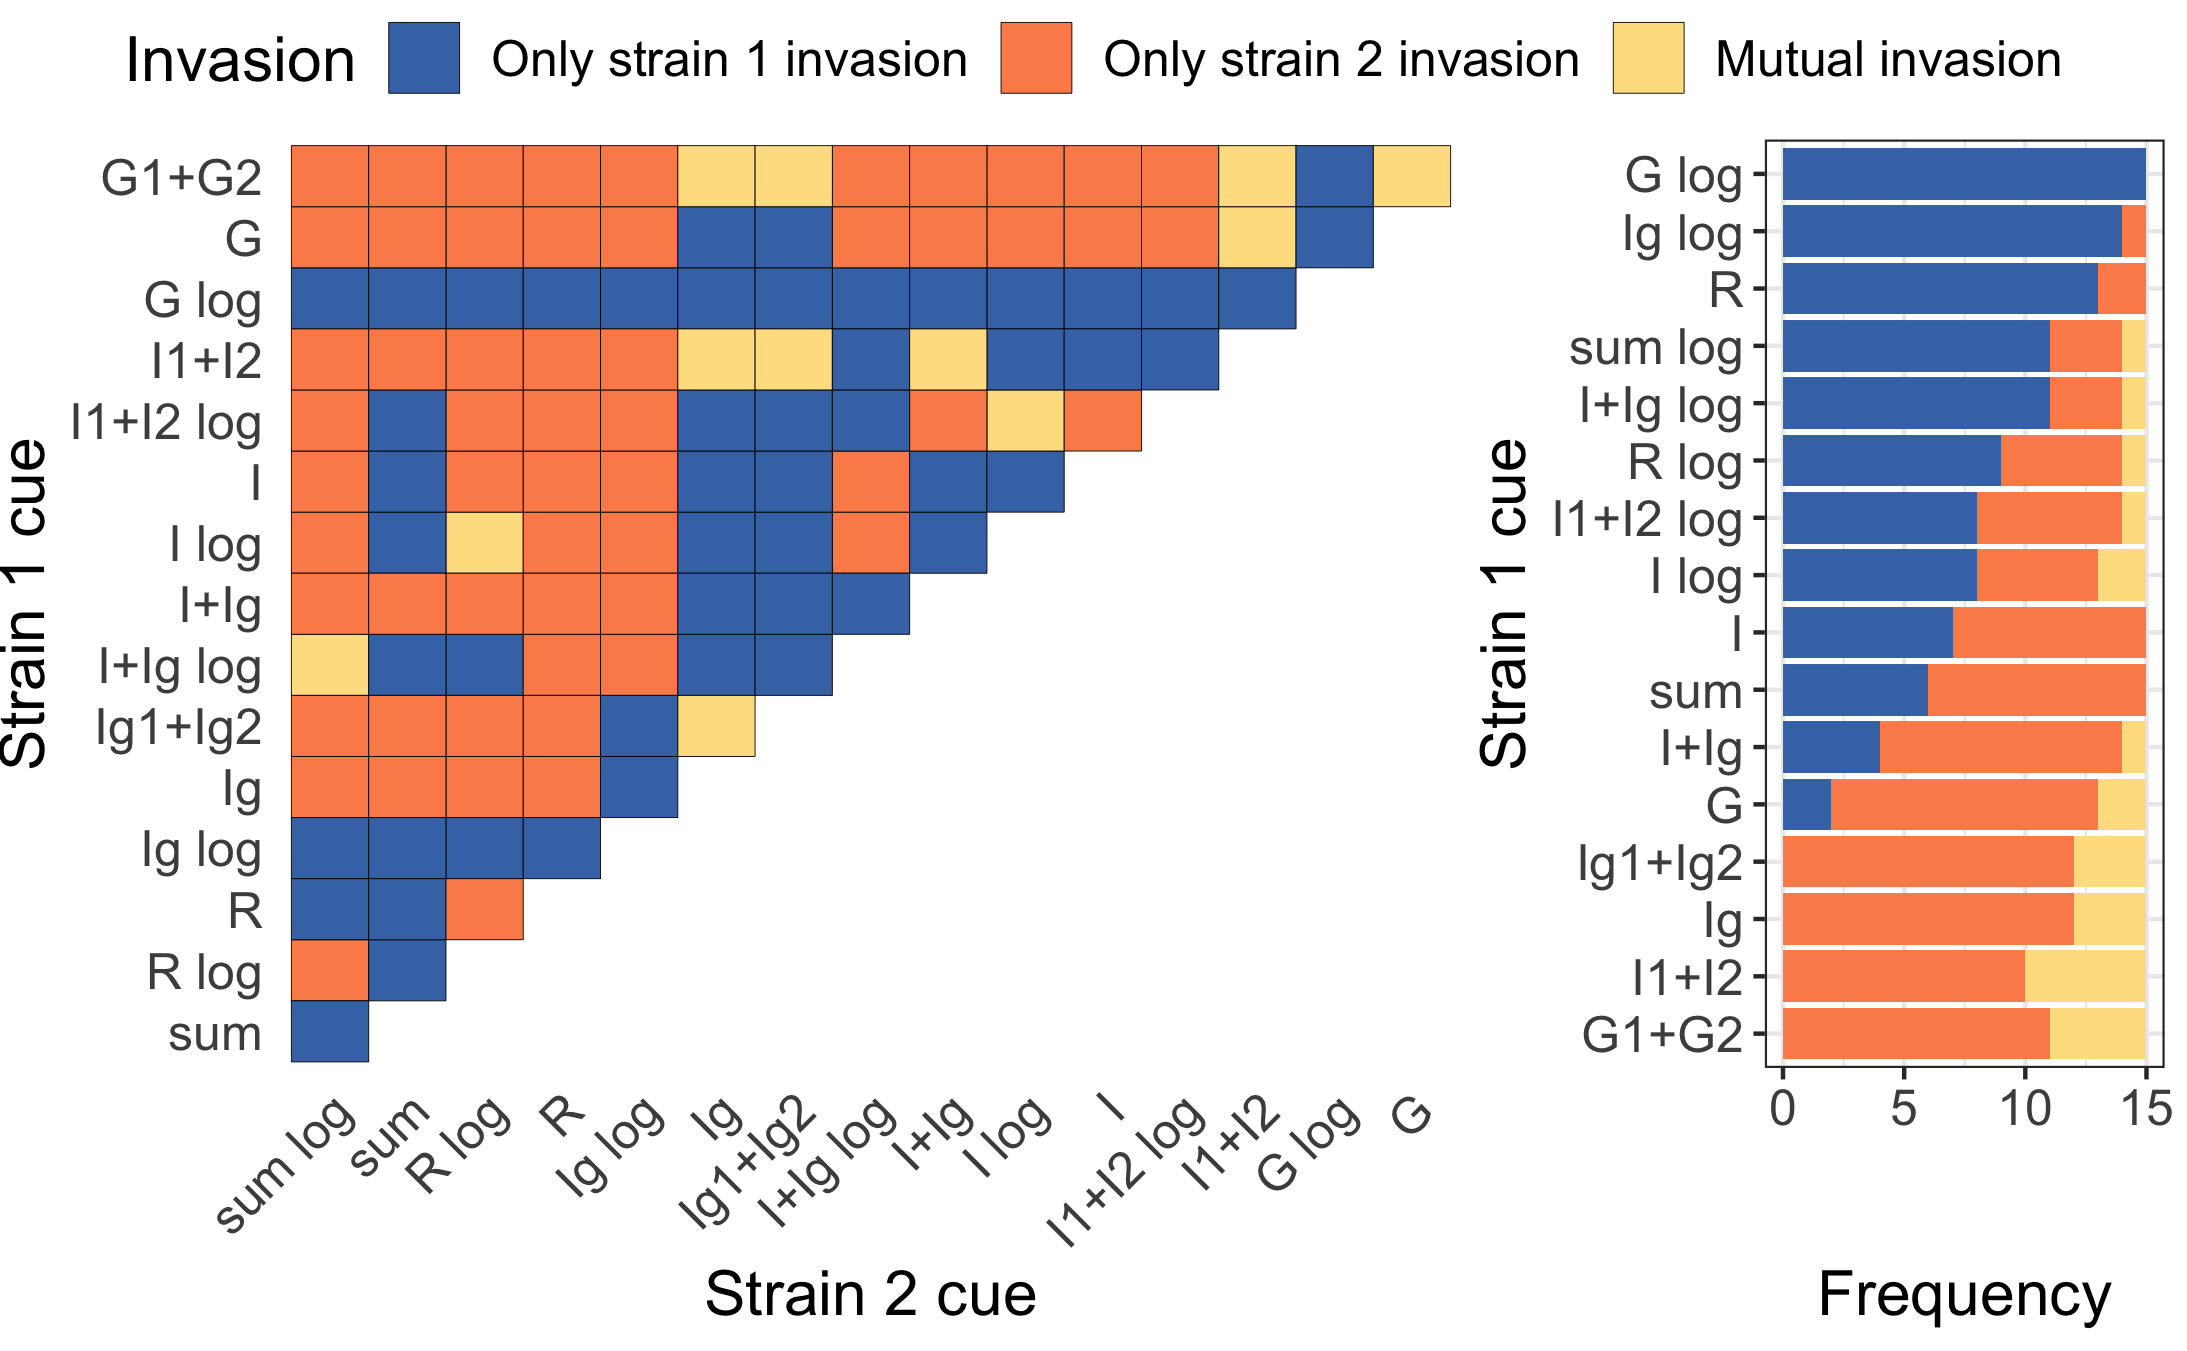 Invasion Only strain 1 invasion Only strain 2 invasion Mutual invasion
Strain 1 cue
G1+G2
G
G log
I1+I2
I1+I2 log
I
I log
I+Ig
I+Ig log
Ig1+Ig2
Ig
Ig log
R
R log
sum
sum log
sum
R log
R
Ig log
Ig
Ig1+Ig2
I+Ig log
I+Ig
I log
I
I1+I2 log
I1+I2
G log
G
Strain 2 cue
Strain 1 cue
G log
Ig log
R
sum log
I+Ig log
R log
I1+I2 log
I log
I
sum
I+Ig
G
Ig1+Ig2
Ig
I1+I2
G1+G2
0 5 10 15
Frequency